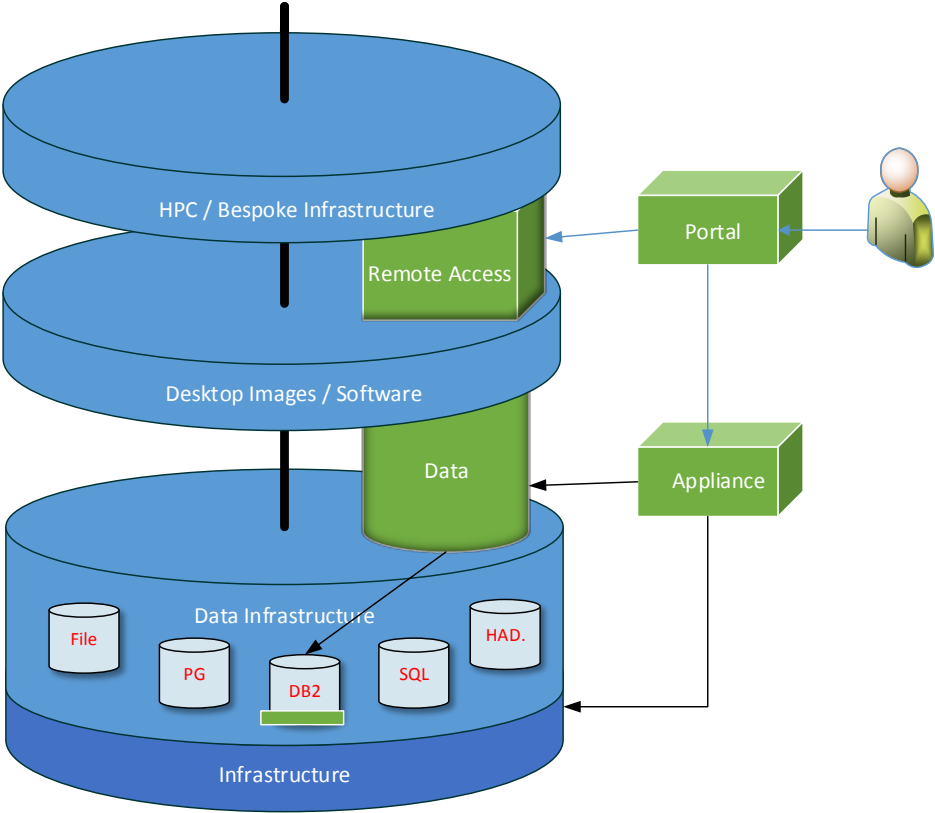 HPC / Bespoke Infrastructure
Portal
Remote Access
Desktop Images / Software
Data
Appliance
Data Infrastructure
File
PG
DB2
SQL
HAD.
Infrastructure